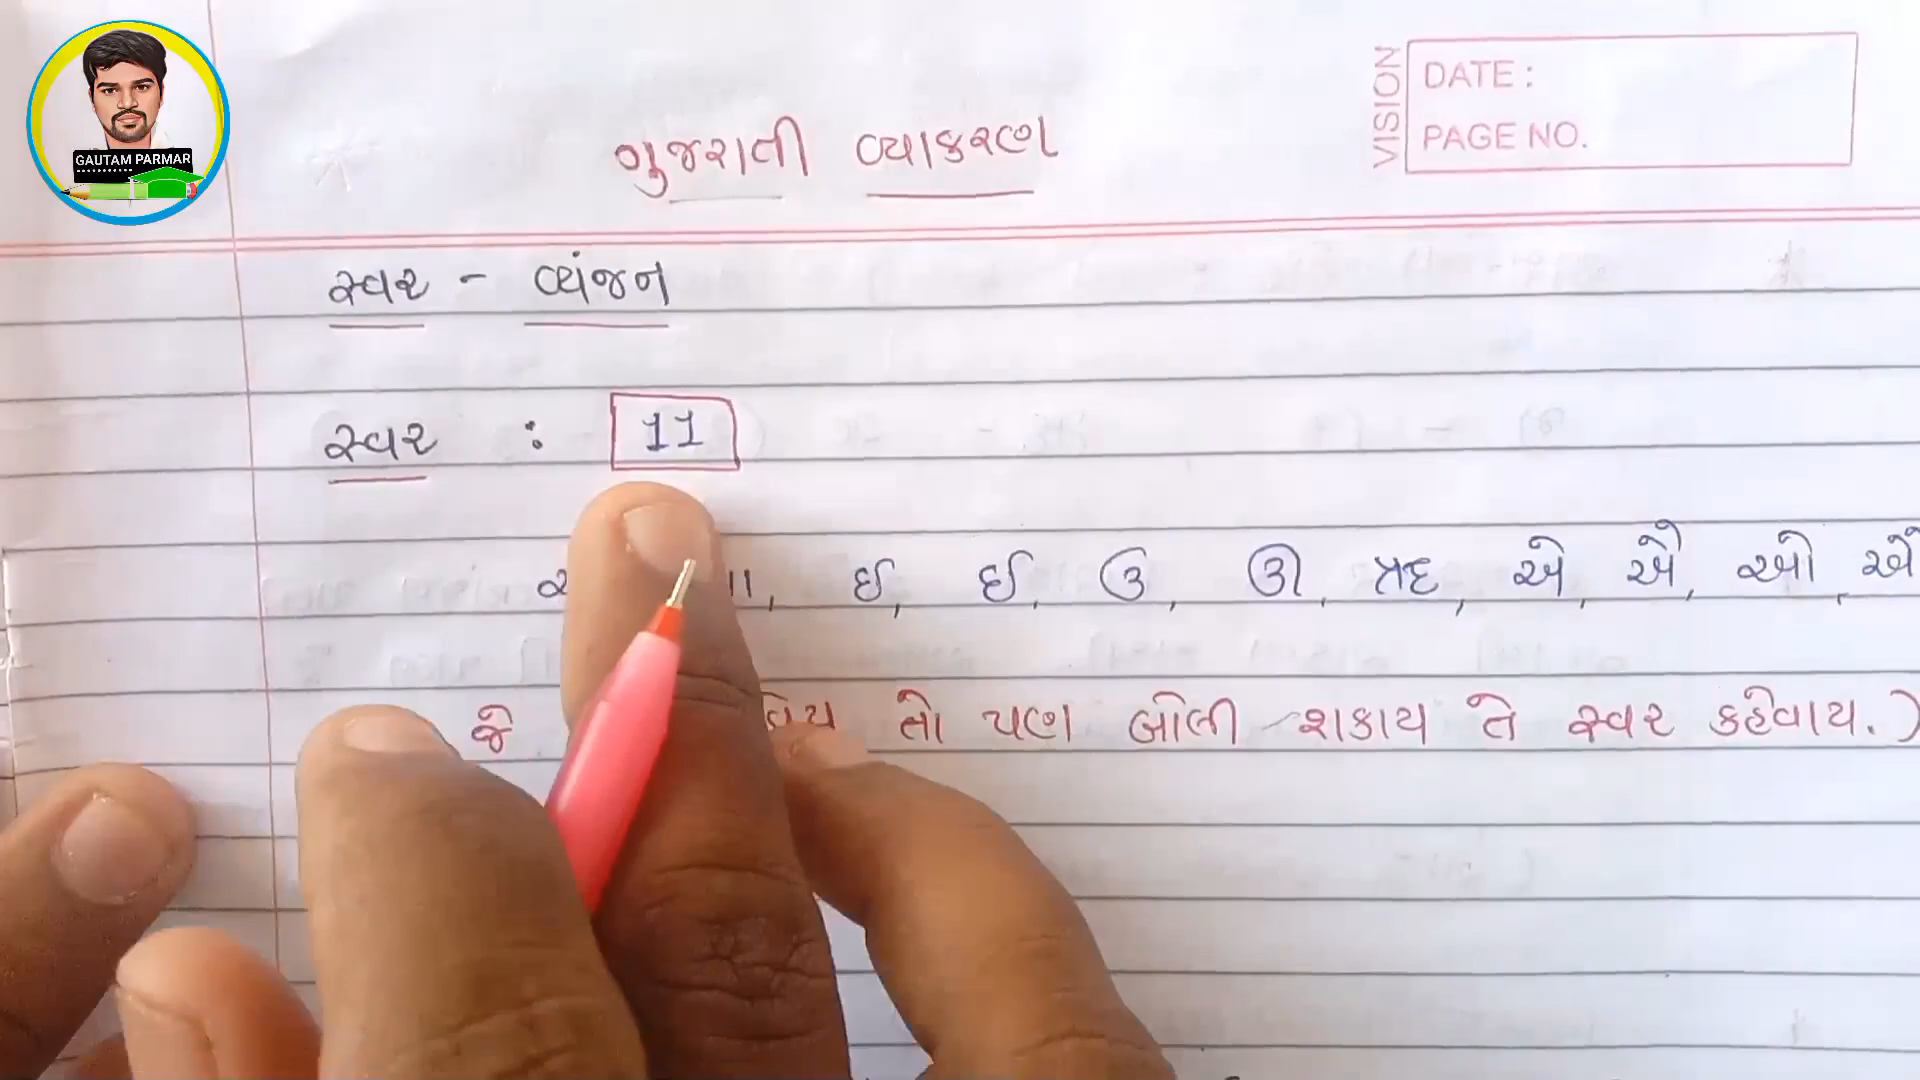 GAUTAM PARMAR
VISION
DATE :
PAGE NO.
ગુજરાતી વ્યાકરણ
સ્વર - વ્યંજન
સ્વર : 11
ઇ, ઈ, ઉ, ઊ, ઋ, એ, ઐ, ઓ,
જે તો પણ બોલી શકાય તે સ્વર કહેવાય.)